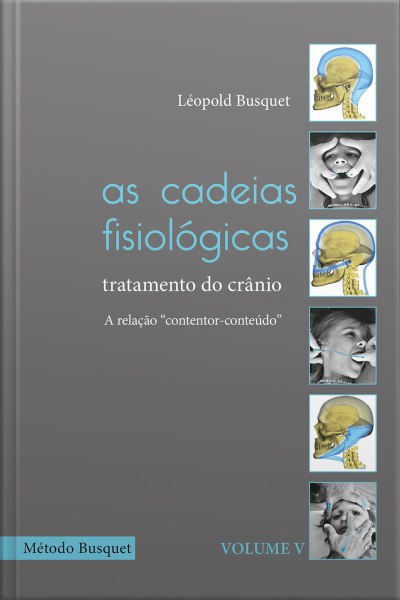 Léopold Busquet
as cadeias
fisiológicas
tratamento do crânio
A relação “contentor-conteúdo”
Método Busquet
VOLUME V